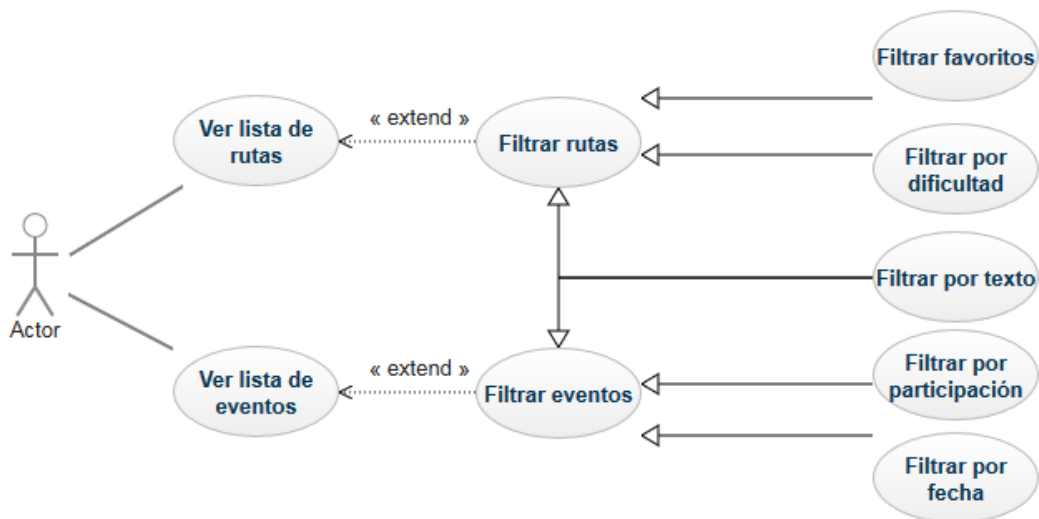 Filtrar favoritos
« extend »
Ver lista de
rutas
Filtrar rutas
Filtrar por
dificultad
Actor
Filtrar por texto
« extend »
Ver lista de
eventos
Filtrar eventos
Filtrar por
participación
Filtrar por
fecha